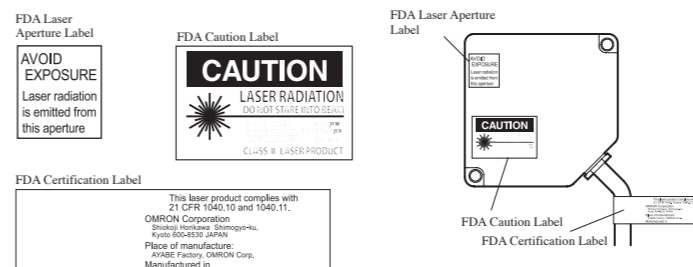 FDA Laser
Aperture Label
AVOID
EXPOSURE
Laser radiation
is emitted from
this aperture
FDA Caution Label
CAUTION
LASER RADIATION
DO NOT STARE INTO BEAM
CLASS II LASER PRODUCT
FDA Certification Label
This laser product complies with
21 CFR 1040.10 and 1040.11.
OMRON Corporation
Shiokoji Horikawa Shimogyo-ku,
Kyoto 600-8530 JAPAN
Place of manufacture:
AYABE Factory, OMRON Corp.
Manufactured in
FDA Laser Aperture
Label
AVOID
EXPOSURE
Laser radiation
is emitted from
this aperture
CAUTION
FDA Caution Label
FDA Certification Label